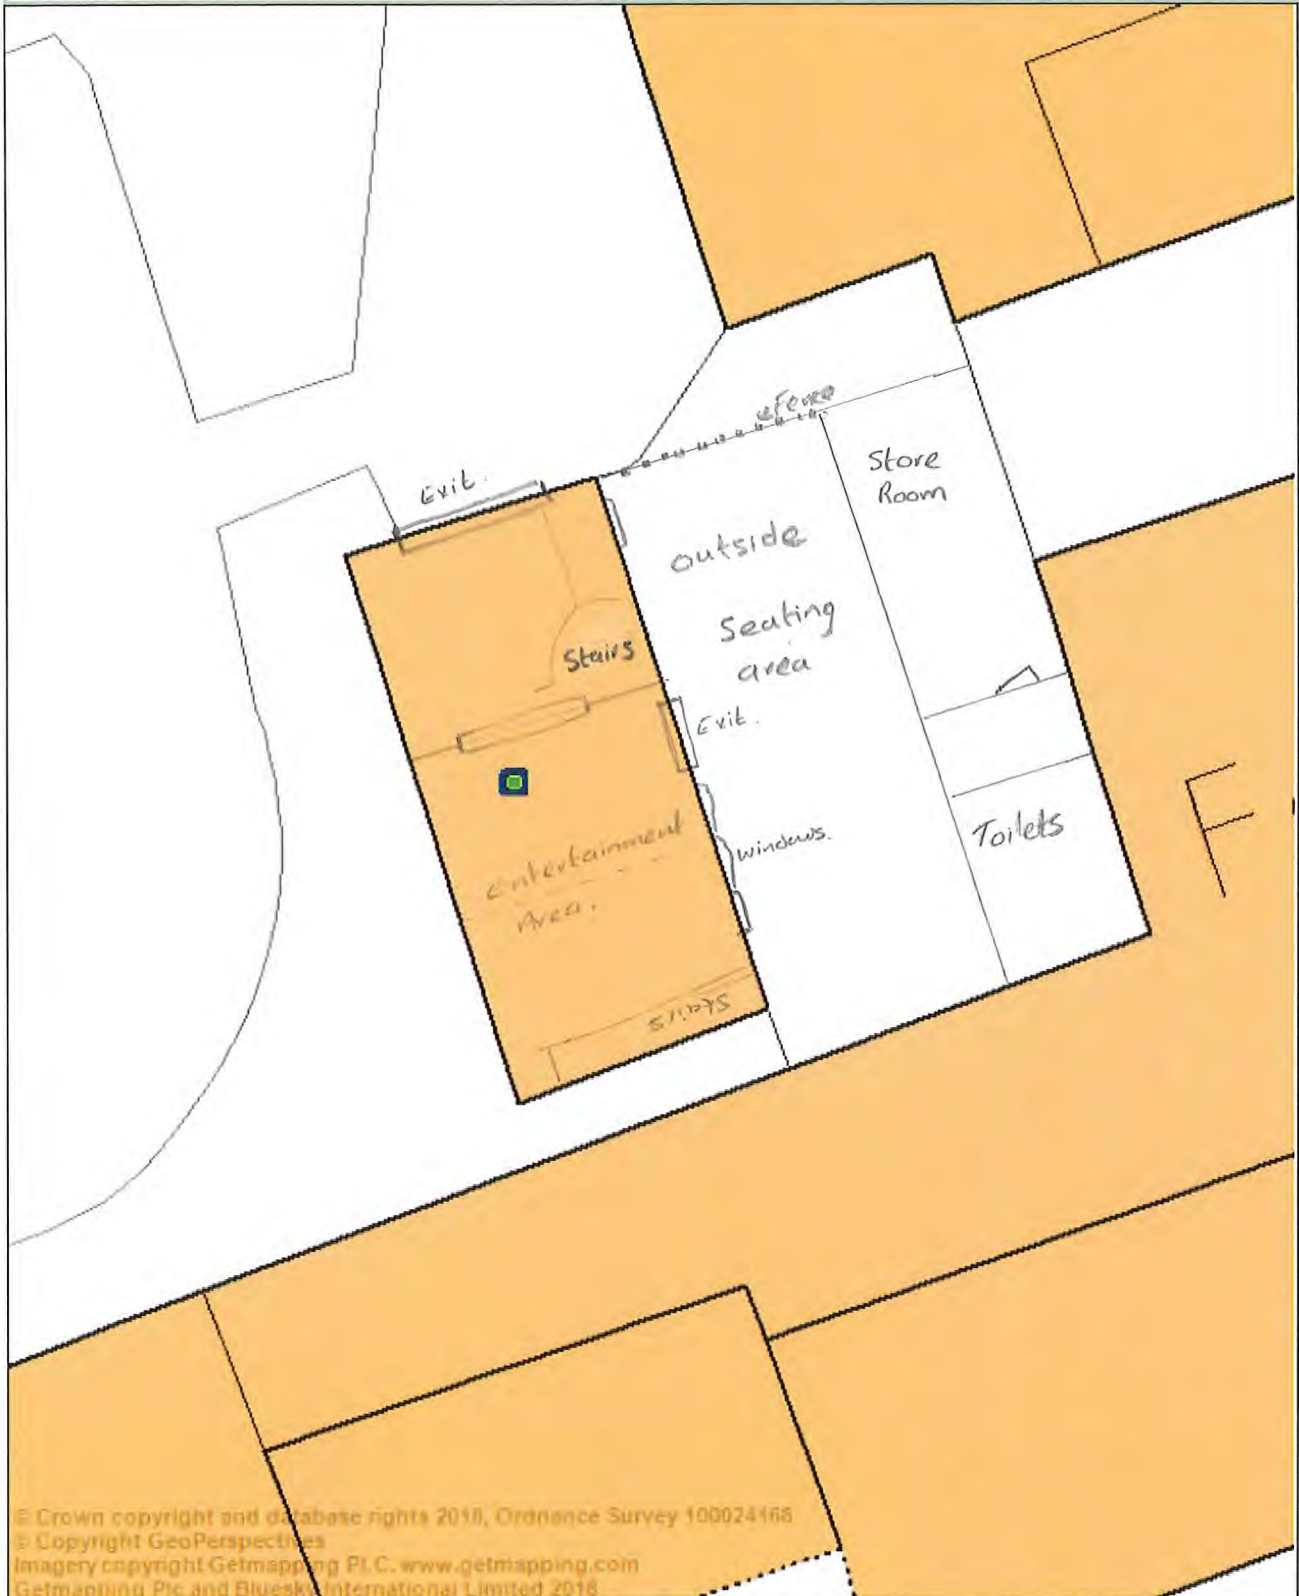 Fence
Store
Room
Exit.
outside
Seating
area
Stairs
Exit.
Windows.
Toilets
F
entertainment
Area.
Stairs
© Crown copyright and database rights 2018, Ordnance Survey 100024168
© Copyright GeoPerspectives
Imagery copyright Getmapping PLC. www.getmapping.com
Getmapping Plc and Bluesky International Limited 2018